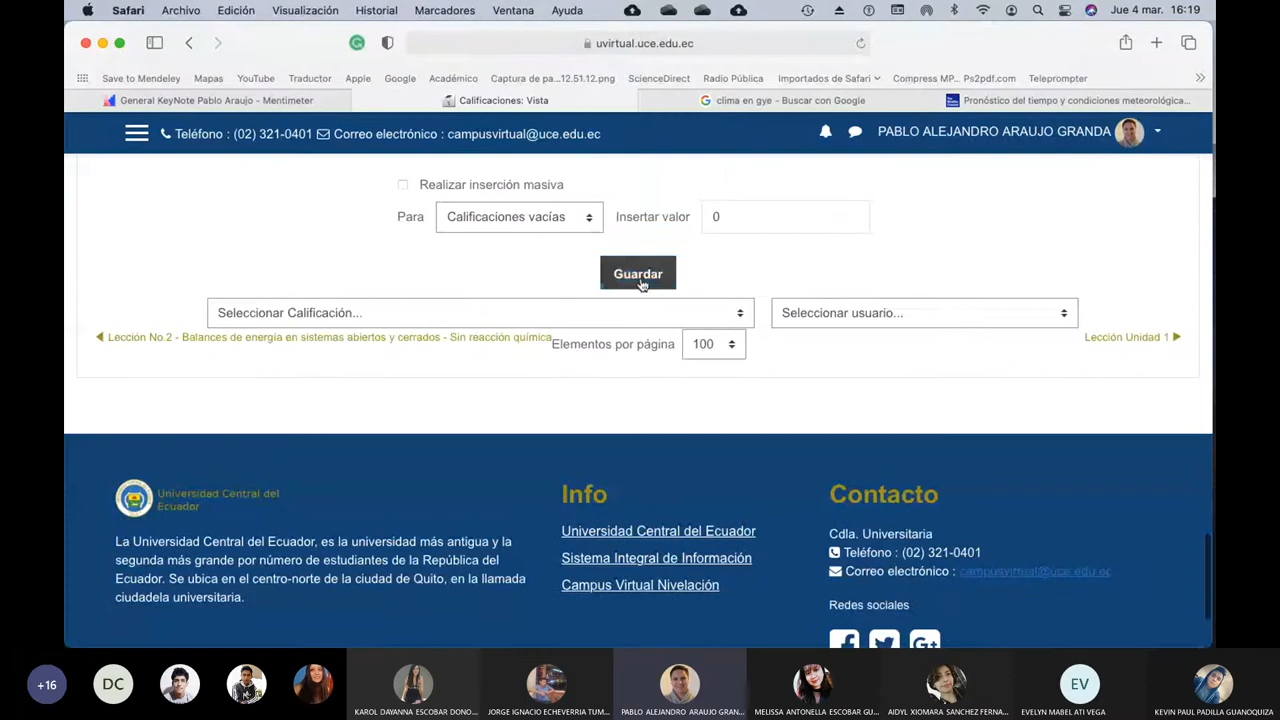 Safari Archivo Edición Visualización Historial Marcadores Ventana Ayuda Jue 4 mar. 16:19
uvirtual.uce.edu.ec
Save to Mendeley Mapas YouTube Traductor Apple Google Académico Captura de pa...12.51.12.png ScienceDirect Radio Pública Importados de Safari Compress MP... Ps2pdf.com Teleprompter
General KeyNote Pablo Araujo - Mentimeter Calificaciones: Vista clima en gye - Buscar con Google Pronóstico del tiempo y condiciones meteorológica...
Teléfono : (02) 321-0401 Correo electrónico : campusvirtual@uce.edu.ec PABLO ALEJANDRO ARAUJO GRANDA
Realizar inserción masiva
Para Calificaciones vacías Insertar valor 0
Guardar
Seleccionar Calificación... Seleccionar usuario...
Lección No.2 - Balances de energía en sistemas abiertos y cerrados - Sin reacción química Lección Unidad 1
Elementos por página 100
Universidad Central del
Ecuador
La Universidad Central del Ecuador, es la universidad más antigua y la
segunda más grande por número de estudiantes de la República del
Ecuador. Se ubica en el centro-norte de la ciudad de Quito, en la llamada
ciudadela universitaria.
Info
Universidad Central del Ecuador
Sistema Integral de Información
Campus Virtual Nivelación
Contacto
Cdla. Universitaria
Teléfono : (02) 321-0401
Correo electrónico : campusvirtual@uce.edu.ec
Redes sociales
+16 DC EV
KAROL DAYANNA ESCOBAR DONO... JORGE IGNACIO ECHEVERRIA TUM... PABLO ALEJANDRO ARAUJO GRAN... MELISSA ANTONELLA ESCOBAR GU... AIDYL XIOMARA SANCHEZ FERNA... EVELYN MABEL ATI VEGA KEVIN PAUL PADILLA GUANOQUIZA